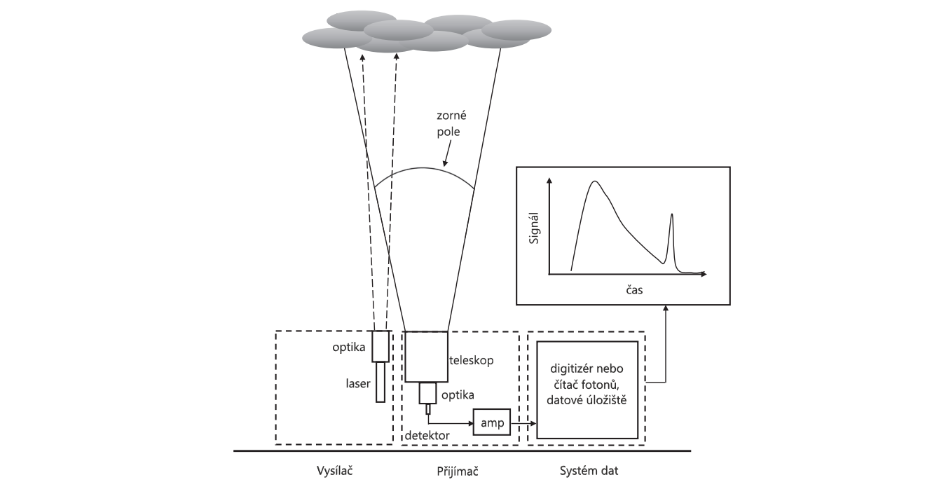 zorné
pole
Signál
čas
optika
laser
teleskop
optíka
detektor
amp
digitizér nebo
čítač fotonů,
datové úložiště
Vysílač
Přijímač
Systém dat